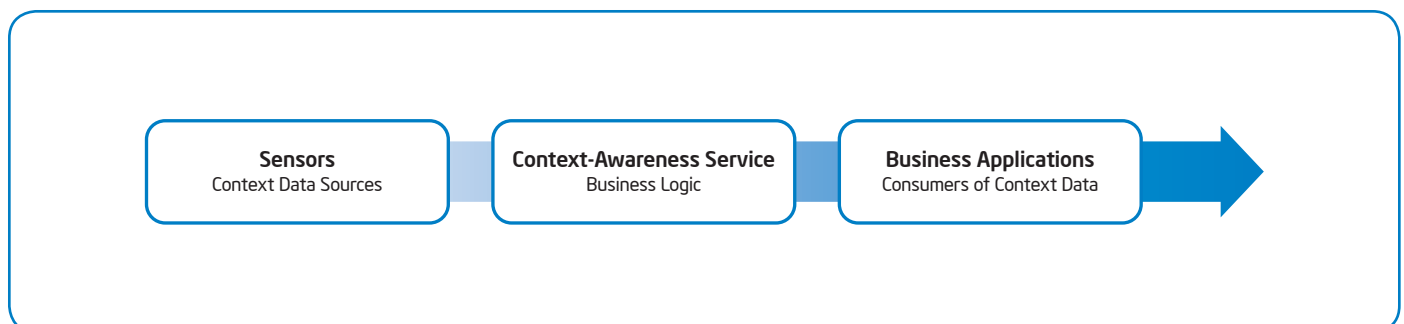 Sensors
Context Data Sources
Context-Awareness Service
Business Logic
Business Applications
Consumers of Context Data